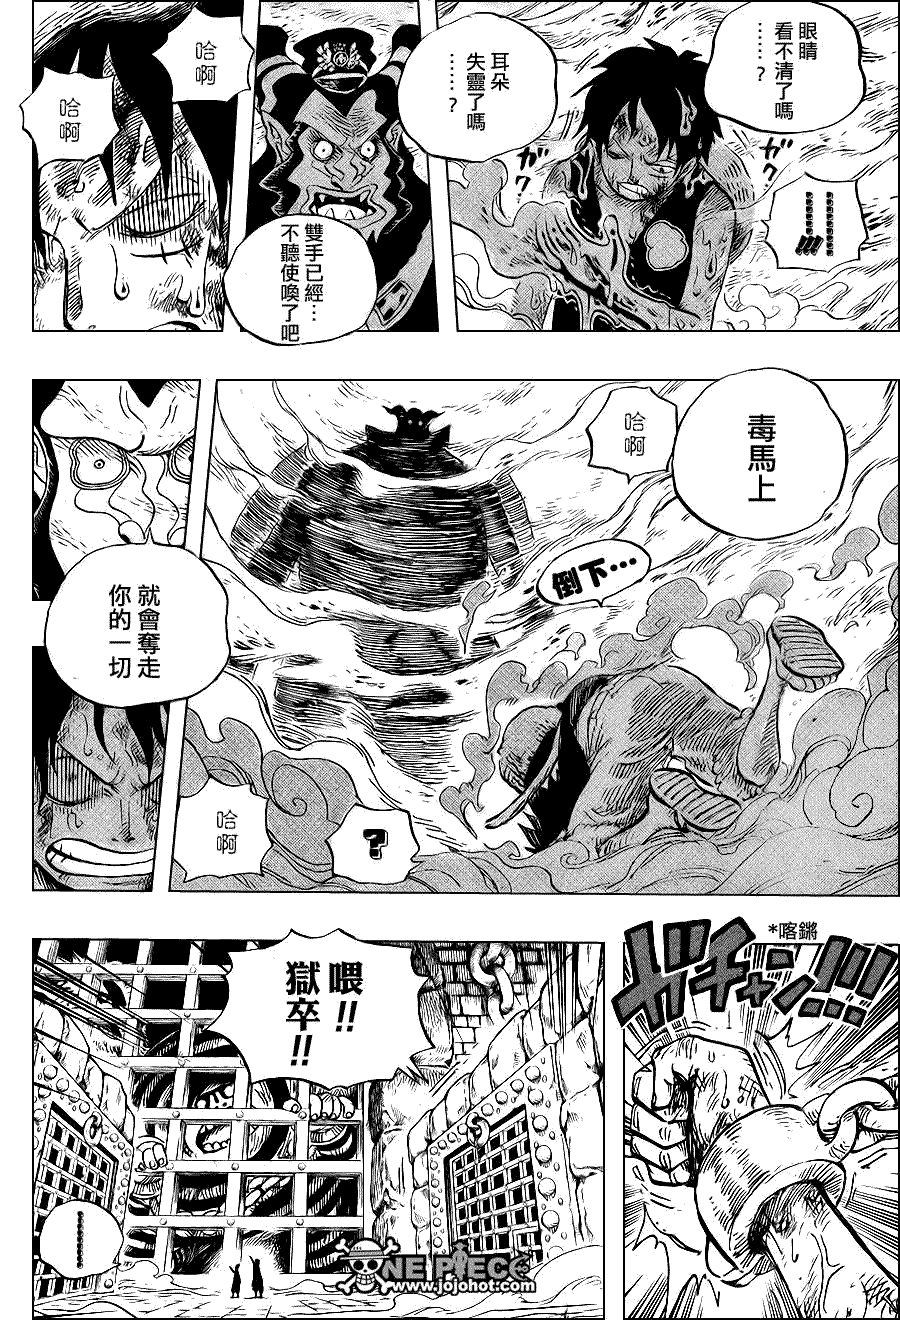 眼睛
看不清了嗎
……？
………!!!
ガ
ク
ガ
ク
耳朵
失靈了嗎
……？
雙手已經…
不聽使喚了吧
哈
啊
哈
啊
毒馬上
哈
啊
倒下…
就會奪走
你的一切
哈
啊
？
*喀鏘
ガチャン!!!
喂!!
獄卒!!
………
ONE PIECE
www.jojohot.com